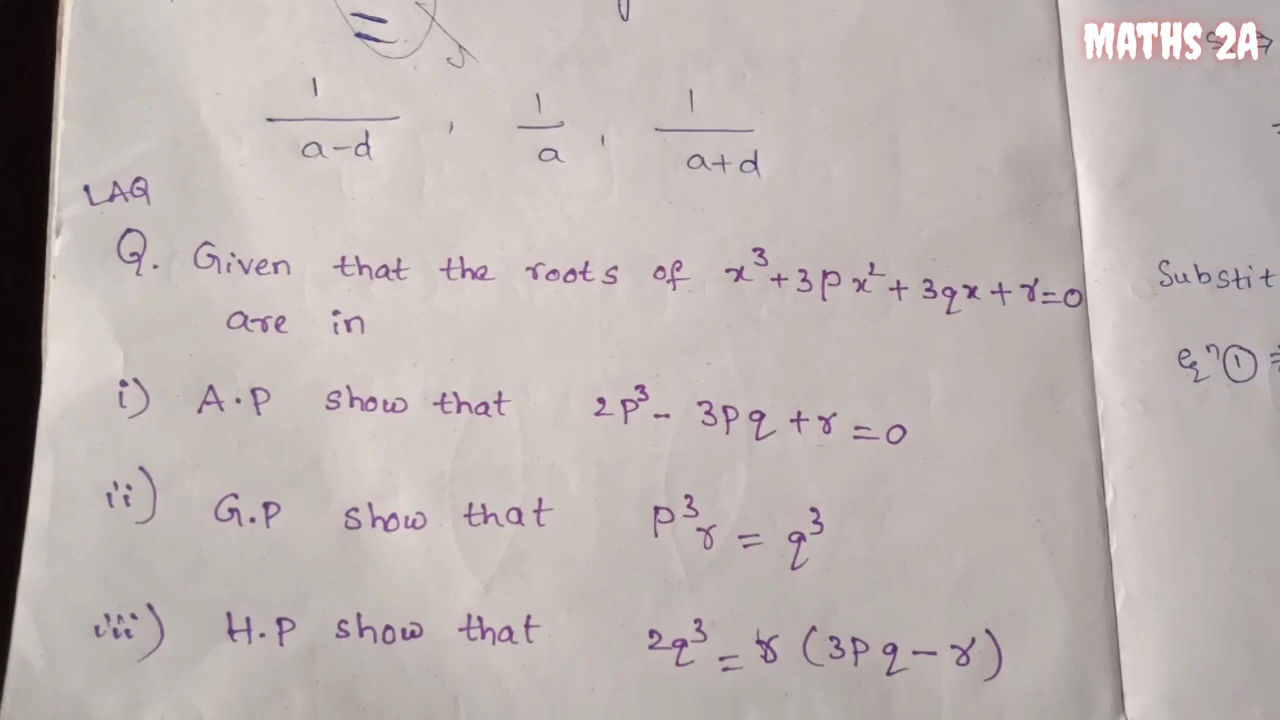 MATHS 2A
1/(a-d) , 1/a , 1/(a+d)
LAQ
Q. Given that the roots of x³+3px²+3qx+r=0
are in
i) A.P show that 2p³- 3pq+r=0
ii) G.P show that p³r = q³
iii) H.P show that 2q³ = r (3pq-r)
Substit
eqⁿ①